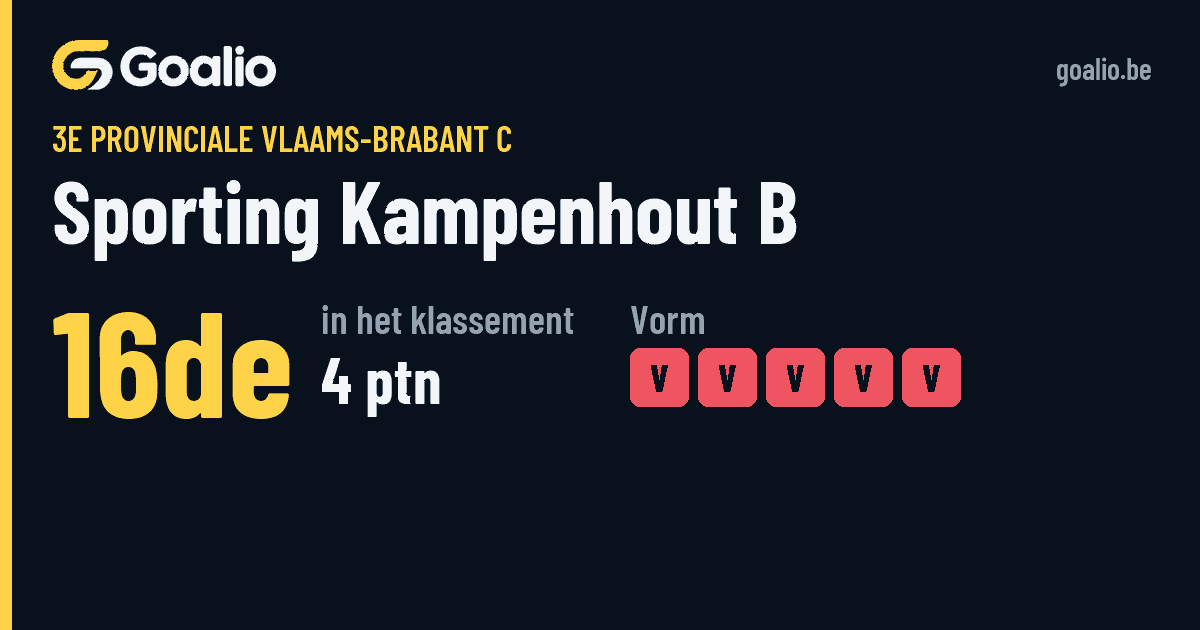 Goalio
goalio.be
3E PROVINCIALE VLAAMS-BRABANT C
Sporting Kampenhout B
16de
in het klassement
4 ptn
Vorm
V V V V V